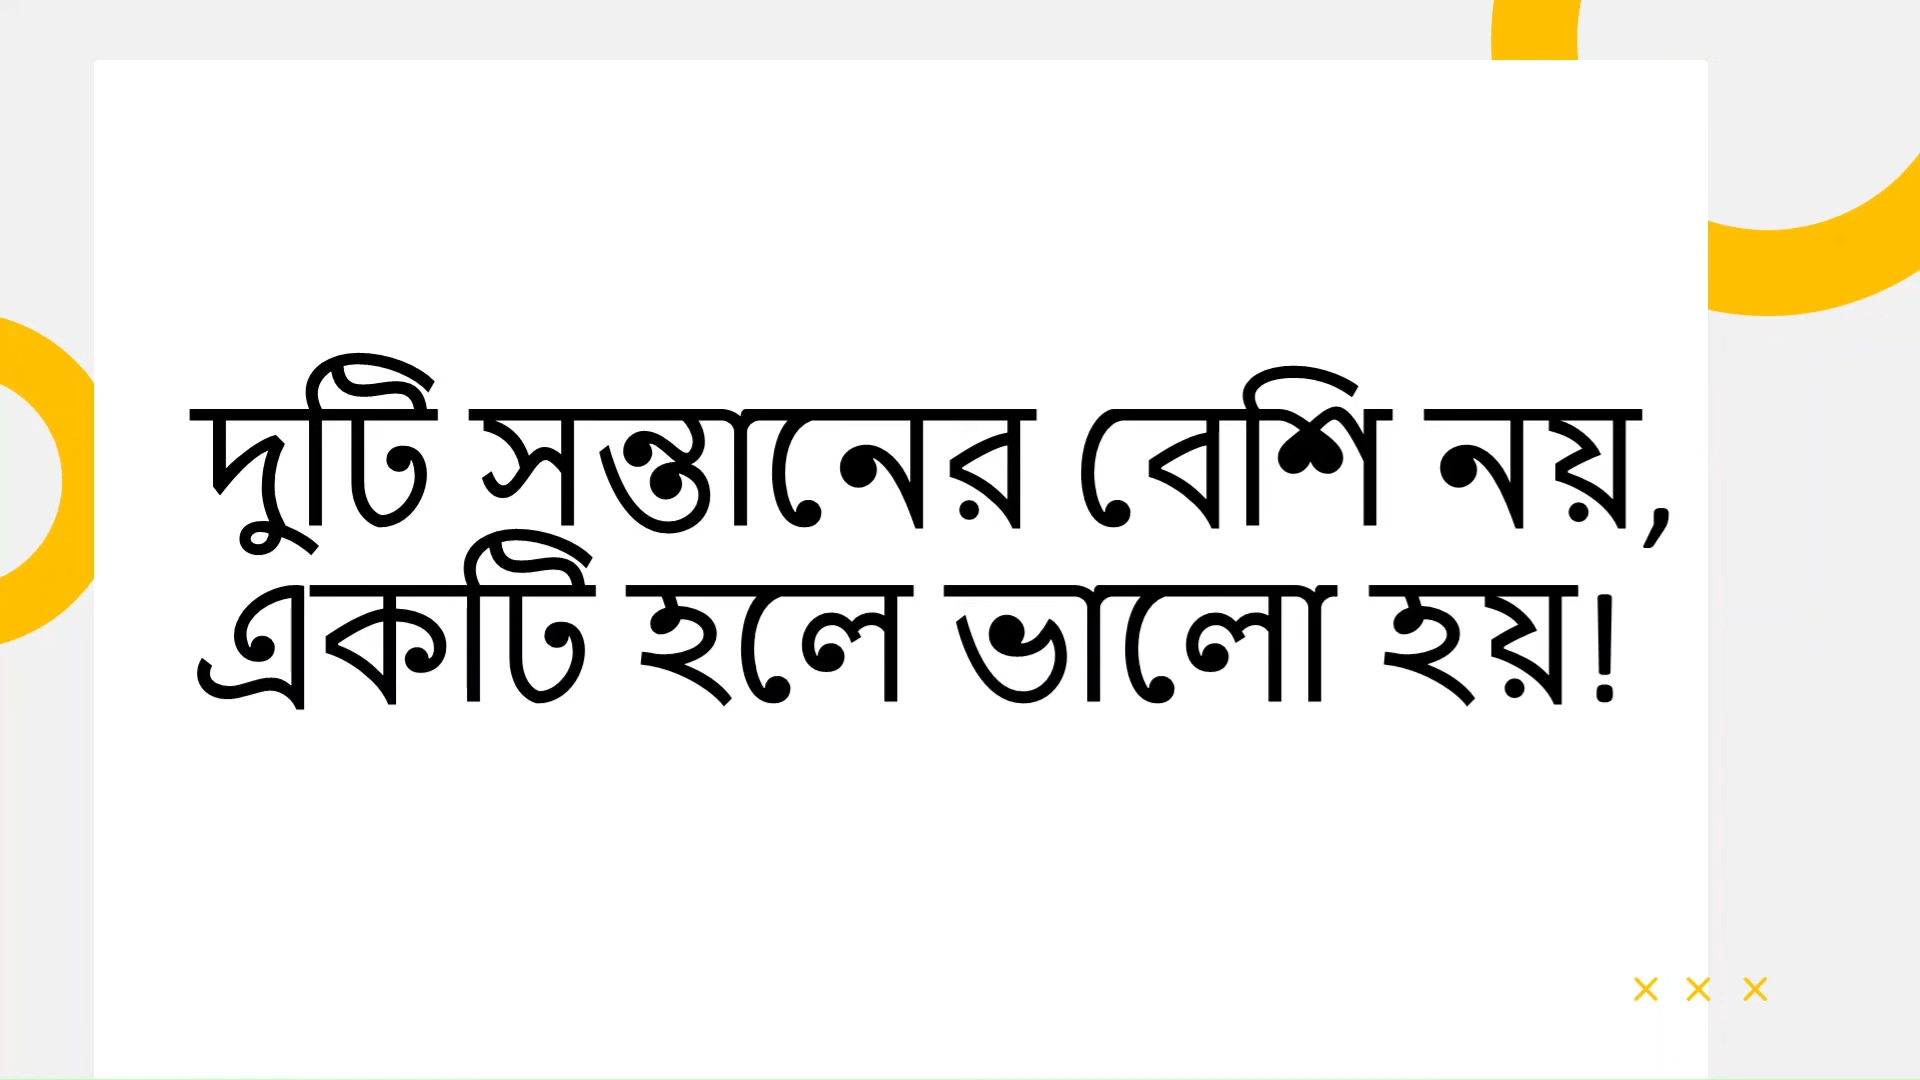 দুটি সন্তানের বেশি নয়,
একটি হলে ভালো হয়!